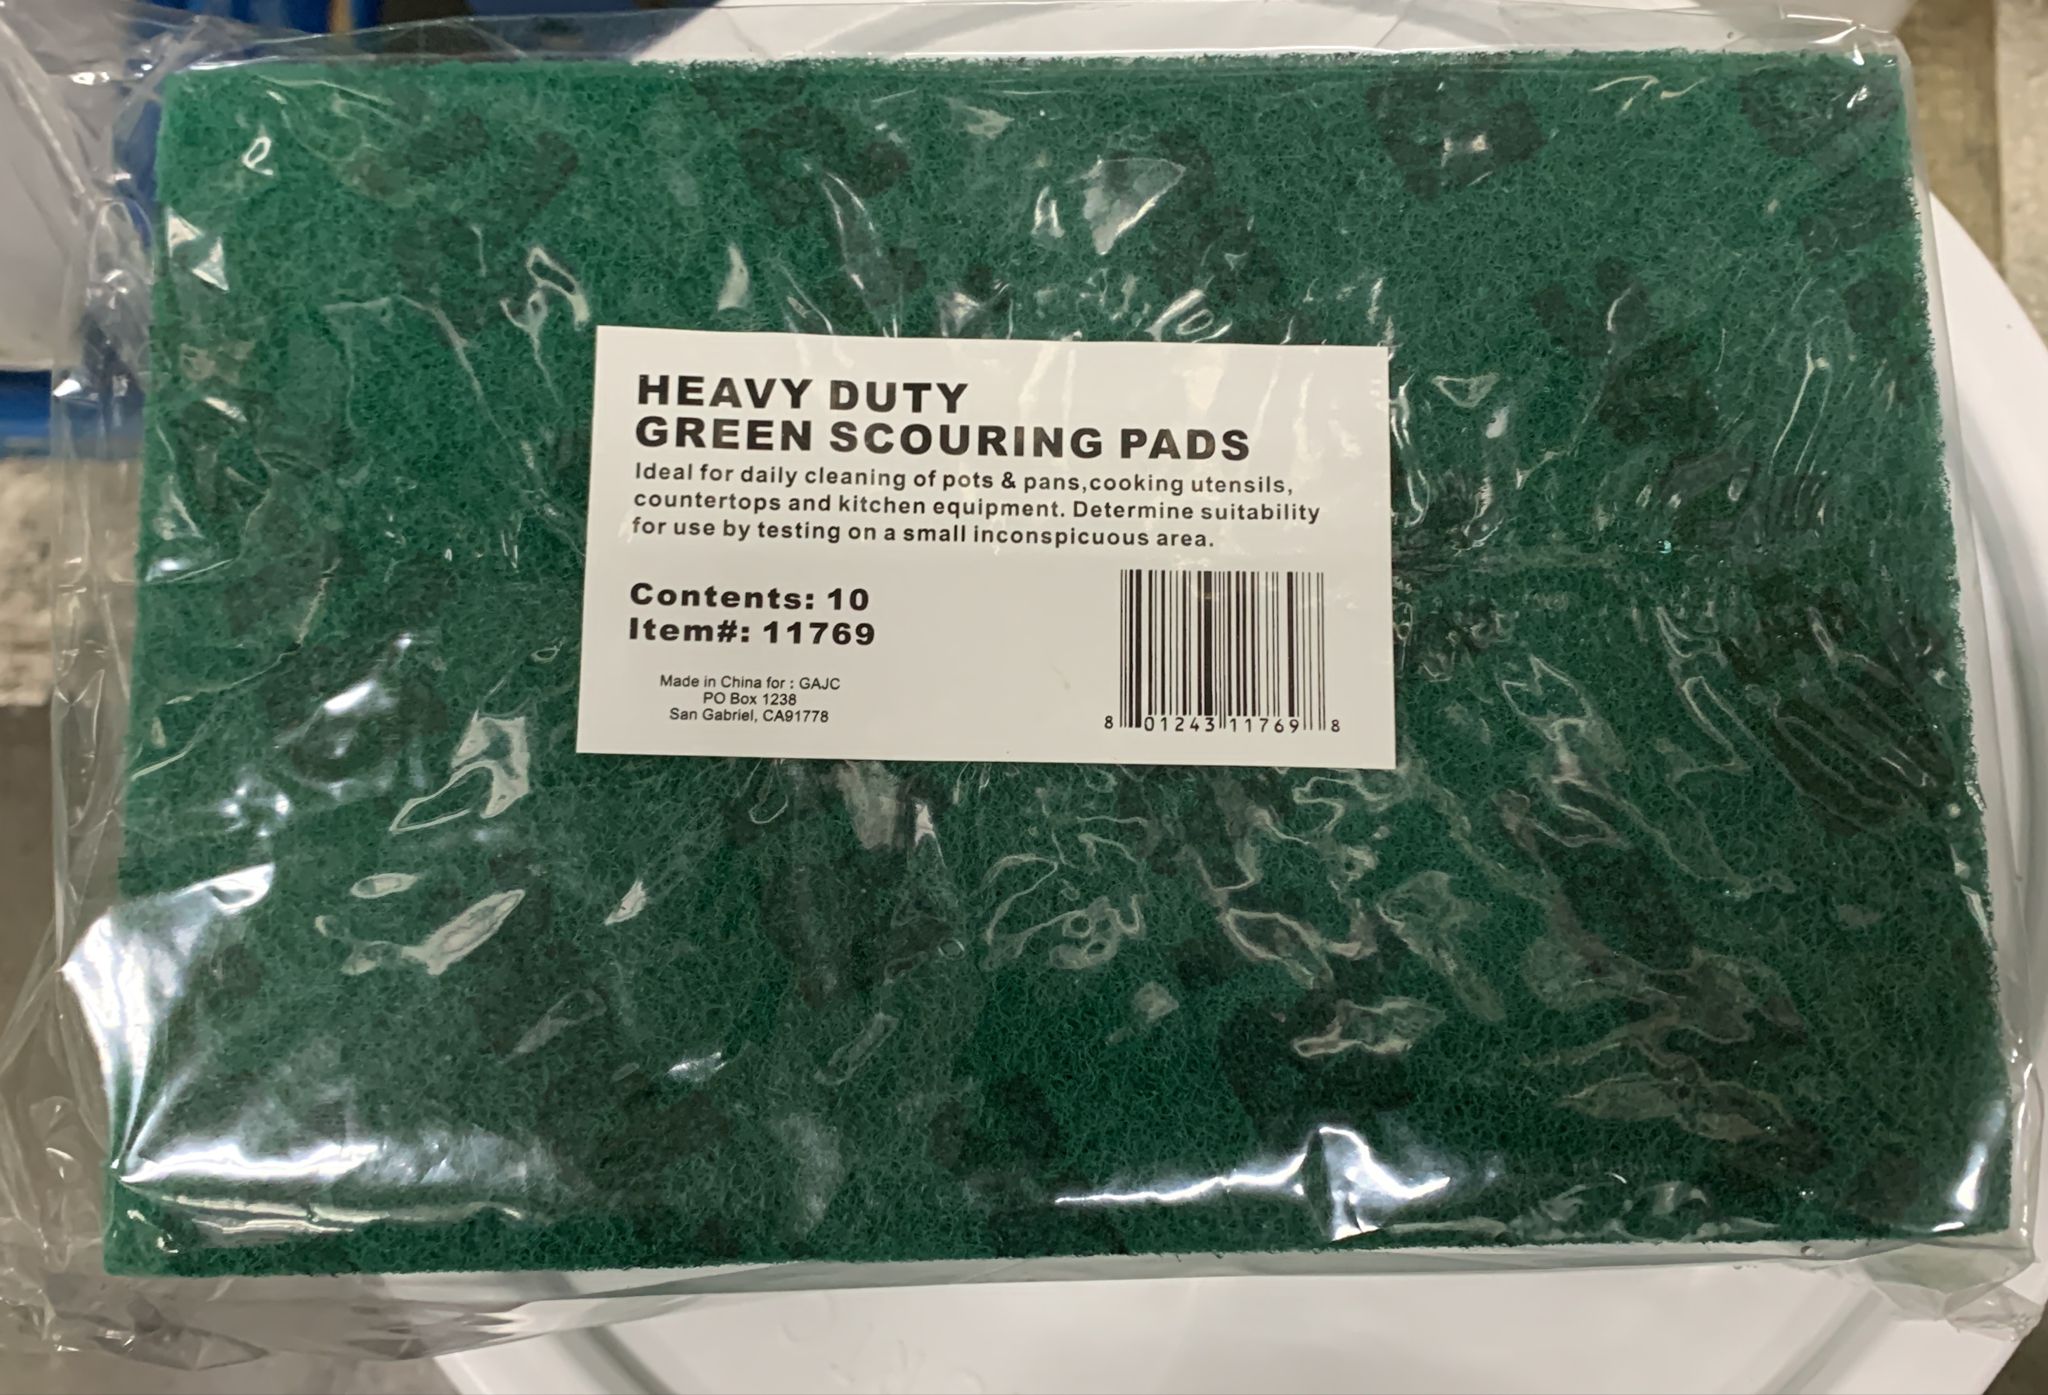 HEAVY DUTY
GREEN SCOURING PADS
Ideal for daily cleaning of pots & pans,cooking utensils,
countertops and kitchen equipment. Determine suitability
for use by testing on a small inconspicuous area.
Contents: 10
Item#: 11769
Made in China for : GAJC
PO Box 1238
San Gabriel, CA91778
8 01243 11769 8